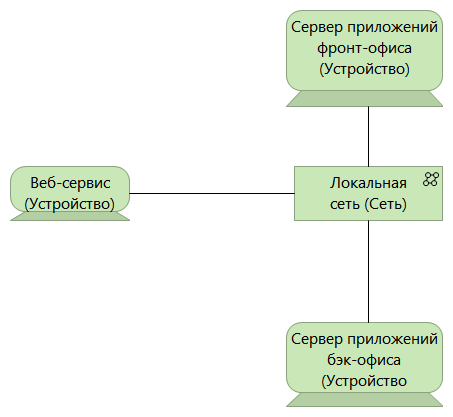 Сервер приложений
фронт-офиса
(Устройство)
Веб-сервис
(Устройство)
Локальная
сеть (Сеть)
Сервер приложений
бэк-офиса
(Устройство